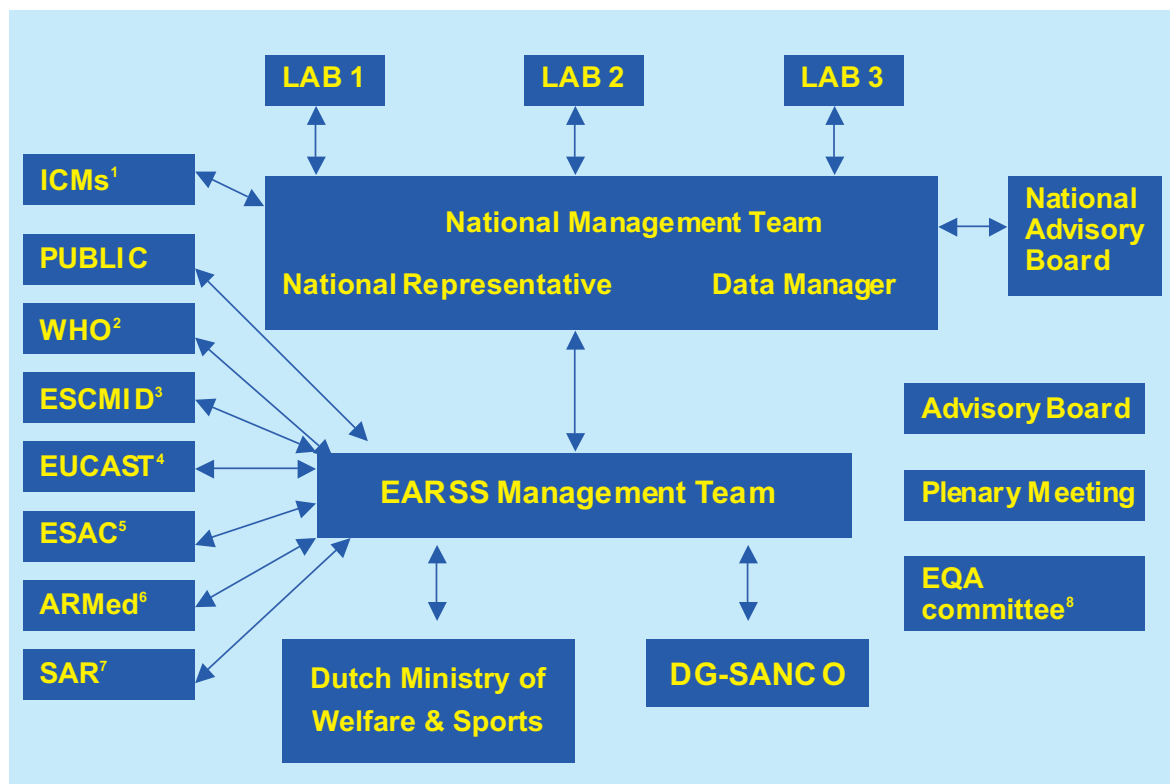 LAB 1
LAB 2
LAB 3
ICMs¹
PUBLIC
WHO²
ESCMID³
EUCAST⁴
ESAC⁵
ARMed⁶
SAR⁷
National Management Team
National Representative
Data Manager
National
Advisory
Board
EARSS Management Team
Advisory Board
Plenary Meeting
EQA
committee⁸
Dutch Ministry of
Welfare & Sports
DG-SANCO